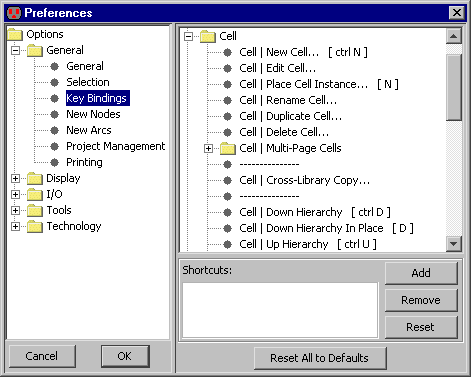 Preferences
Options
General
General
Selection
Key Bindings
New Nodes
New Arcs
Project Management
Printing
Display
I/O
Tools
Technology
Cancel
OK
Cell
Cell | New Cell... [ ctrl N ]
Cell | Edit Cell...
Cell | Place Cell Instance... [ N ]
Cell | Rename Cell...
Cell | Duplicate Cell...
Cell | Delete Cell...
Cell | Multi-Page Cells
---------------
Cell | Cross-Library Copy...
---------------
Cell | Down Hierarchy [ ctrl D ]
Cell | Down Hierarchy In Place [ D ]
Cell | Up Hierarchy [ ctrl U ]
Shortcuts:
Add
Remove
Reset
Reset All to Defaults